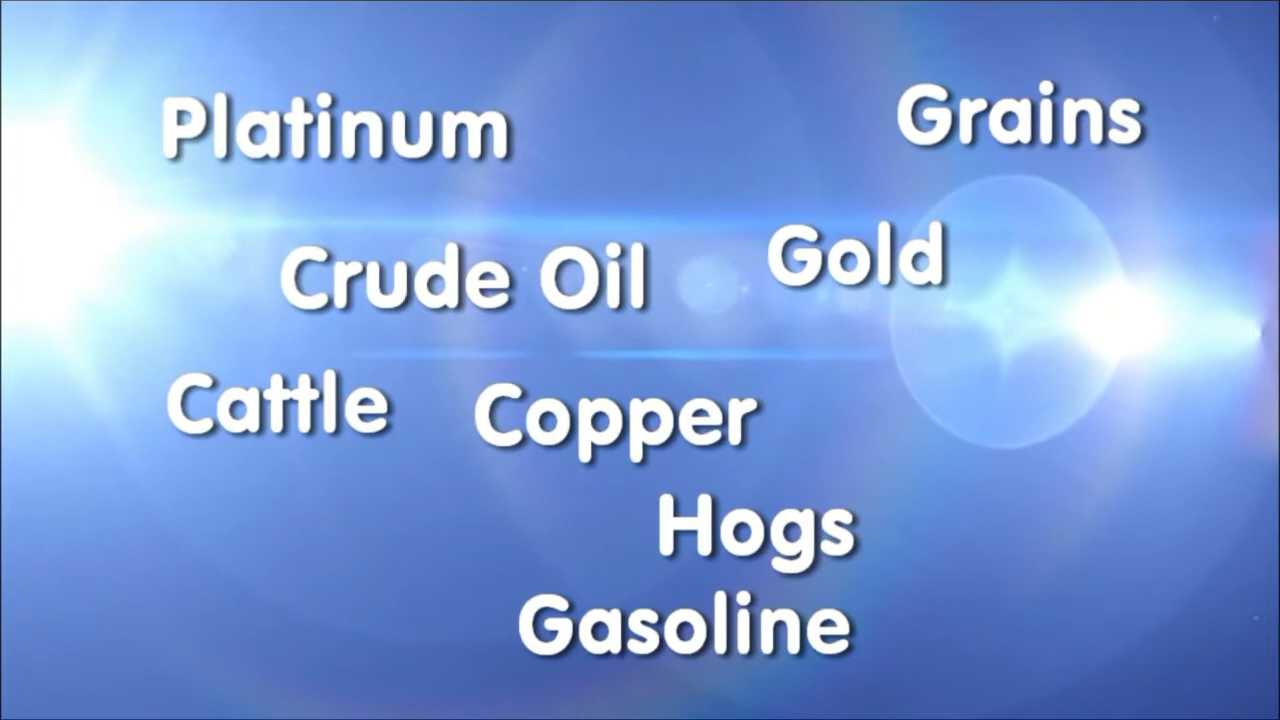 Platinum
Grains
Crude Oil
Gold
Cattle
Copper
Hogs
Gasoline